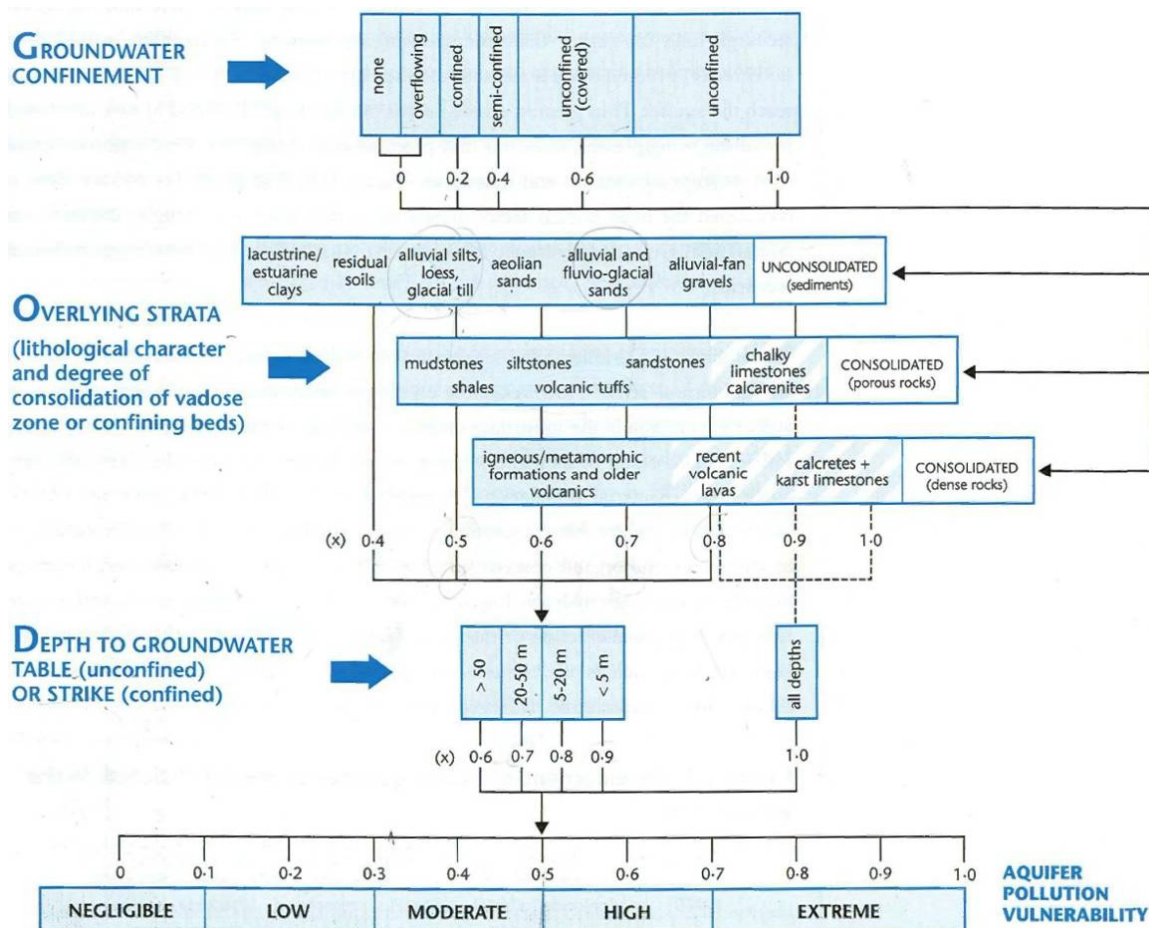 GROUNDWATER
CONFINEMENT
none
overflowing
confined
semi-confined
unconfined
(covered)
unconfined
0 0·2 0·4 0·6 1·0
lacustrine/
estuarine
clays
residual
soils
alluvial silts,
loess,
glacial till
aeolian
sands
alluvial and
fluvio-glacial
sands
alluvial-fan
gravels
UNCONSOLIDATED
(sediments)
OVERLYING STRATA
(lithological character
and degree of
consolidation of vadose
zone or confining beds)
mudstones
shales
siltstones
volcanic tuffs
sandstones
chalky
limestones
calcarenites
CONSOLIDATED
(porous rocks)
igneous/metamorphic
formations and older
volcanics
recent
volcanic
lavas
calcretes +
karst limestones
CONSOLIDATED
(dense rocks)
(x) 0·4 0·5 0·6 0·7 0·8 0·9 1·0
DEPTH TO GROUNDWATER
TABLE (unconfined)
OR STRIKE (confined)
> 50
20-50 m
5-20 m
< 5 m
all depths
(x) 0·6 0·7 0·8 0·9 1·0
0 0·1 0·2 0·3 0·4 0·5 0·6 0·7 0·8 0·9 1·0
NEGLIGIBLE LOW MODERATE HIGH EXTREME
AQUIFER
POLLUTION
VULNERABILITY